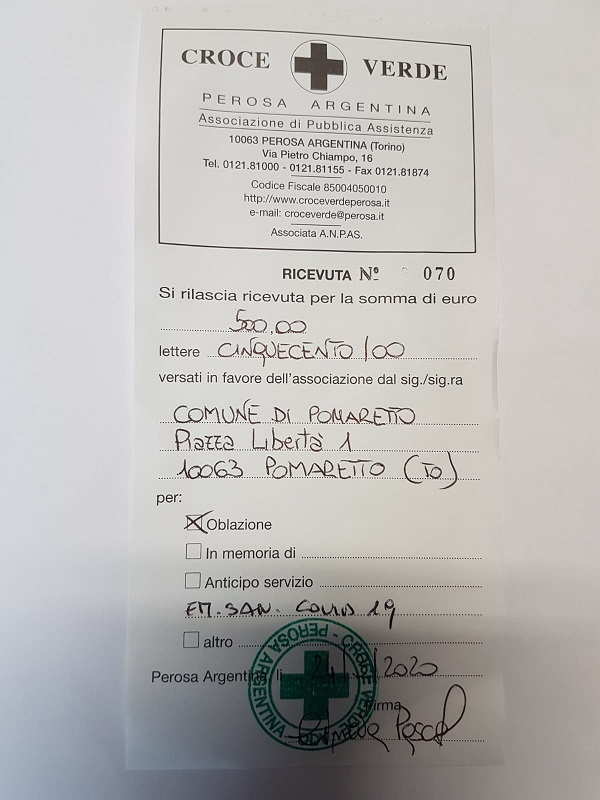 CROCE VERDE
PEROSA ARGENTINA
Associazione di Pubblica Assistenza
10063 PEROSA ARGENTINA (Torino)
Via Pietro Chiampo, 16
Tel. 0121.81000 - 0121.81155 - Fax 0121.81874
Codice Fiscale 85004050010
http://www.croceverdeperosa.it
e-mail: croceverde@perosa.it
Associata A.N.P.AS.
RICEVUTA Nº 070
Si rilascia ricevuta per la somma di euro
500,00
lettere CINQUECENTO/00
versati in favore dell'associazione dal sig./sig.ra
COMUNE DI POMARETTO
Piazza Libertà 1
10063 POMARETTO (TO)
per:
Oblazione
In memoria di
Anticipo servizio
EM. SAN. COVID 19
altro
Perosa Argentina, li 24/ /2020
Firma
PEROSA ARGENTINA - CROCE VERDE